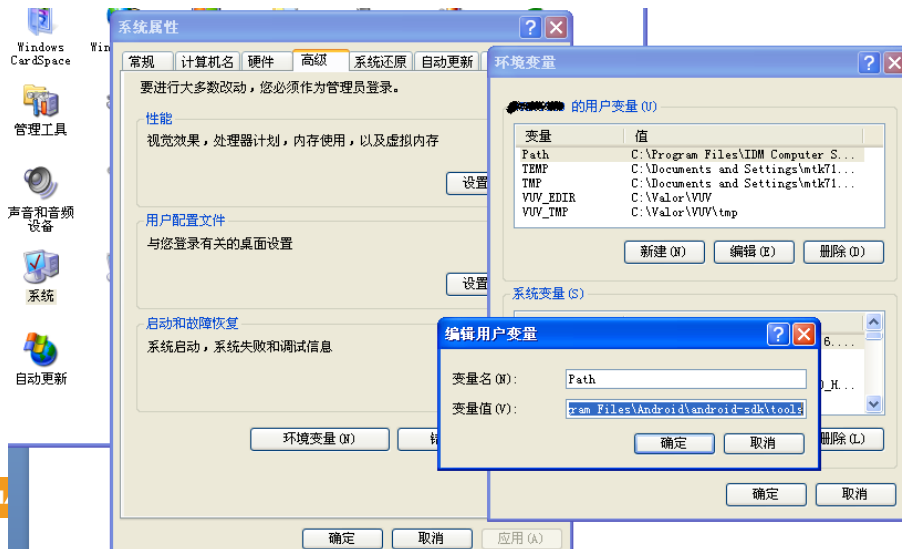 Windows
CardSpace
Win
管理工具
声音和音频
设备
系统
自动更新
系统属性
常规
计算机名
硬件
高级
系统还原
自动更新
要进行大多数改动，您必须作为管理员登录。
性能
视觉效果，处理器计划，内存使用，以及虚拟内存
设置
用户配置文件
与您登录有关的桌面设置
设置
启动和故障恢复
系统启动，系统失败和调试信息
环境变量(N)
确定
取消
应用(A)
环境变量
的用户变量(U)
变量 值
Path C:\Program Files\IDM Computer S...
TEMP C:\Documents and Settings\mtk71...
TMP C:\Documents and Settings\mtk71...
VUV_EDIR C:\Valor\VUV
VUV_TMP C:\Valor\VUV\tmp
新建(N)
编辑(E)
删除(D)
系统变量(S)
6....
_H...
删除(L)
确定
取消
编辑用户变量
变量名(N):
Path
变量值(V):
ram Files\Android\android-sdk\tools
确定
取消